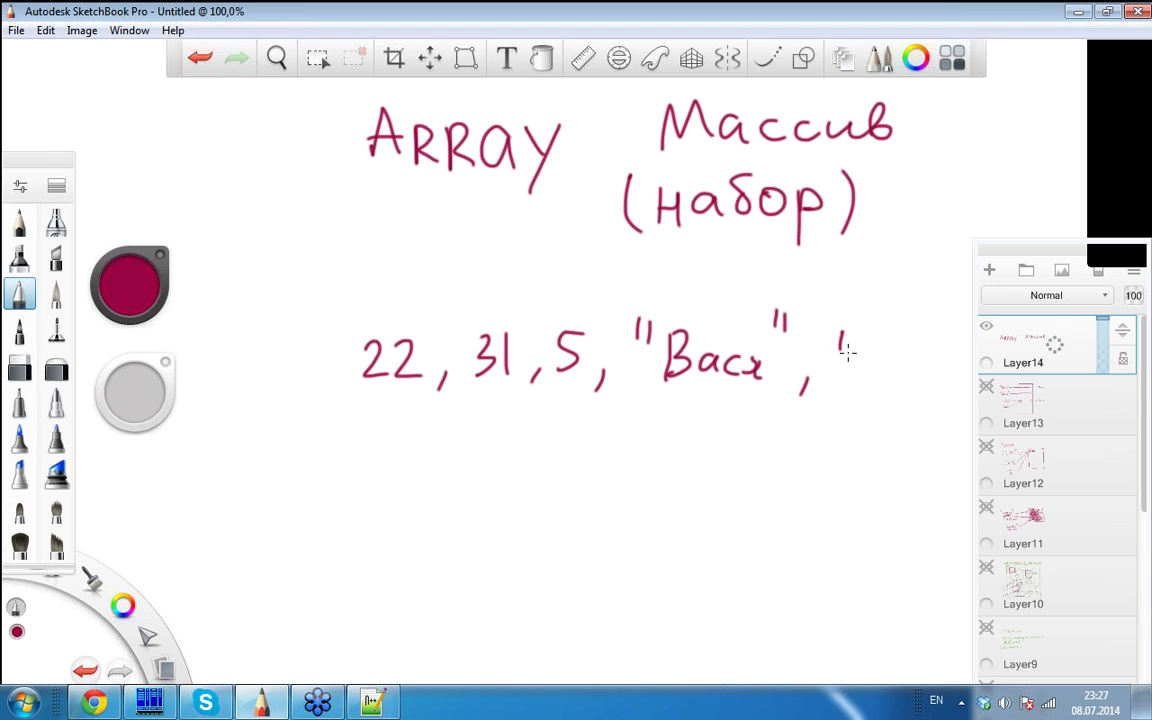 Autodesk SketchBook Pro - Untitled @ 100,0%
File Edit Image Window Help
T
ARRAY Массив
(набор)
22, 31, 5, "Вася", "
Normal 100
Layer14
Layer13
Layer12
Layer11
Layer10
Layer9
EN 23:27
08.07.2014